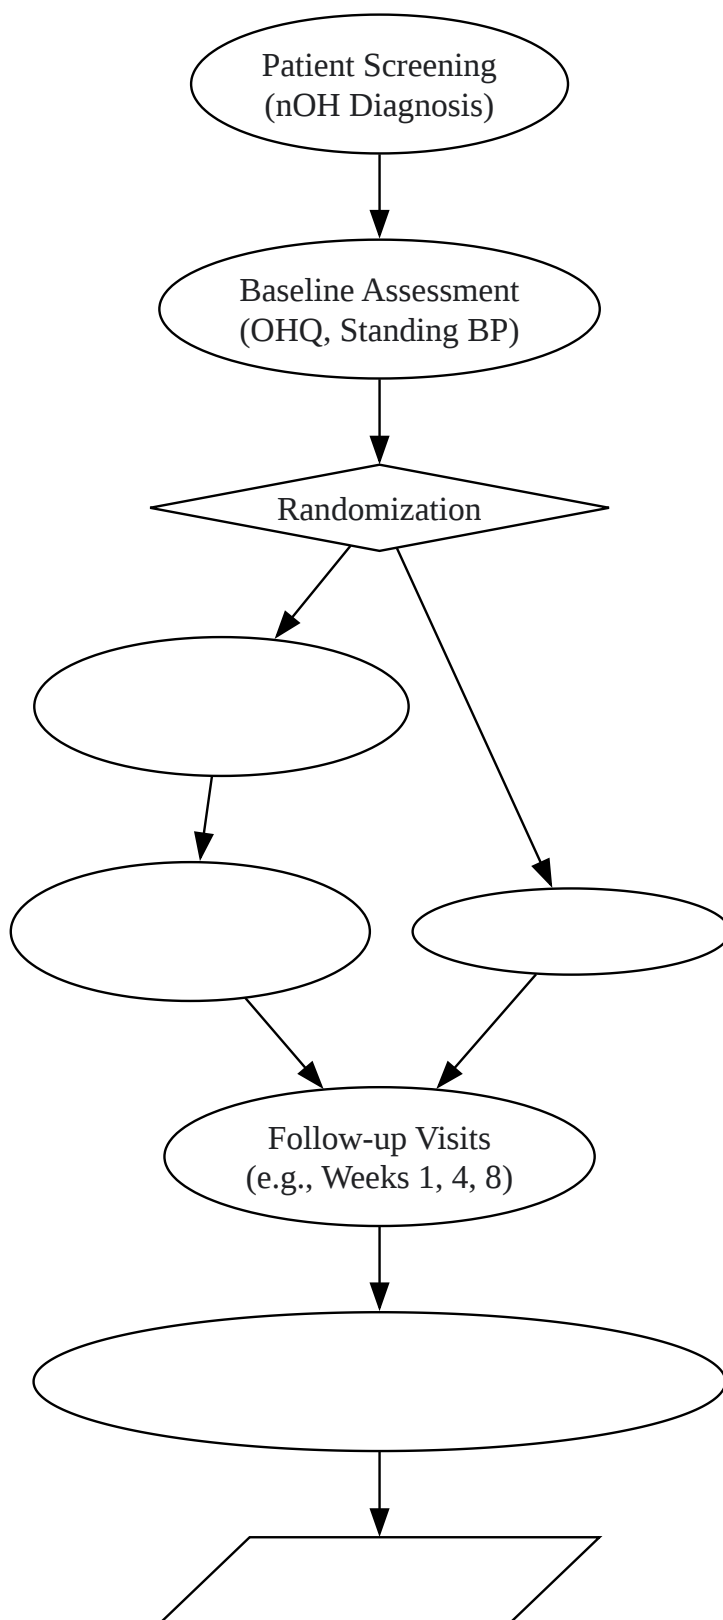 Patient Screening
(nOH Diagnosis)
Baseline Assessment
(OHQ, Standing BP)
Randomization
Follow-up Visits
(e.g., Weeks 1, 4, 8)